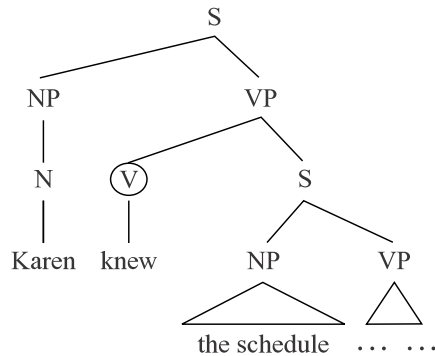 S
NP VP
N V S
Karen knew NP VP
the schedule … …